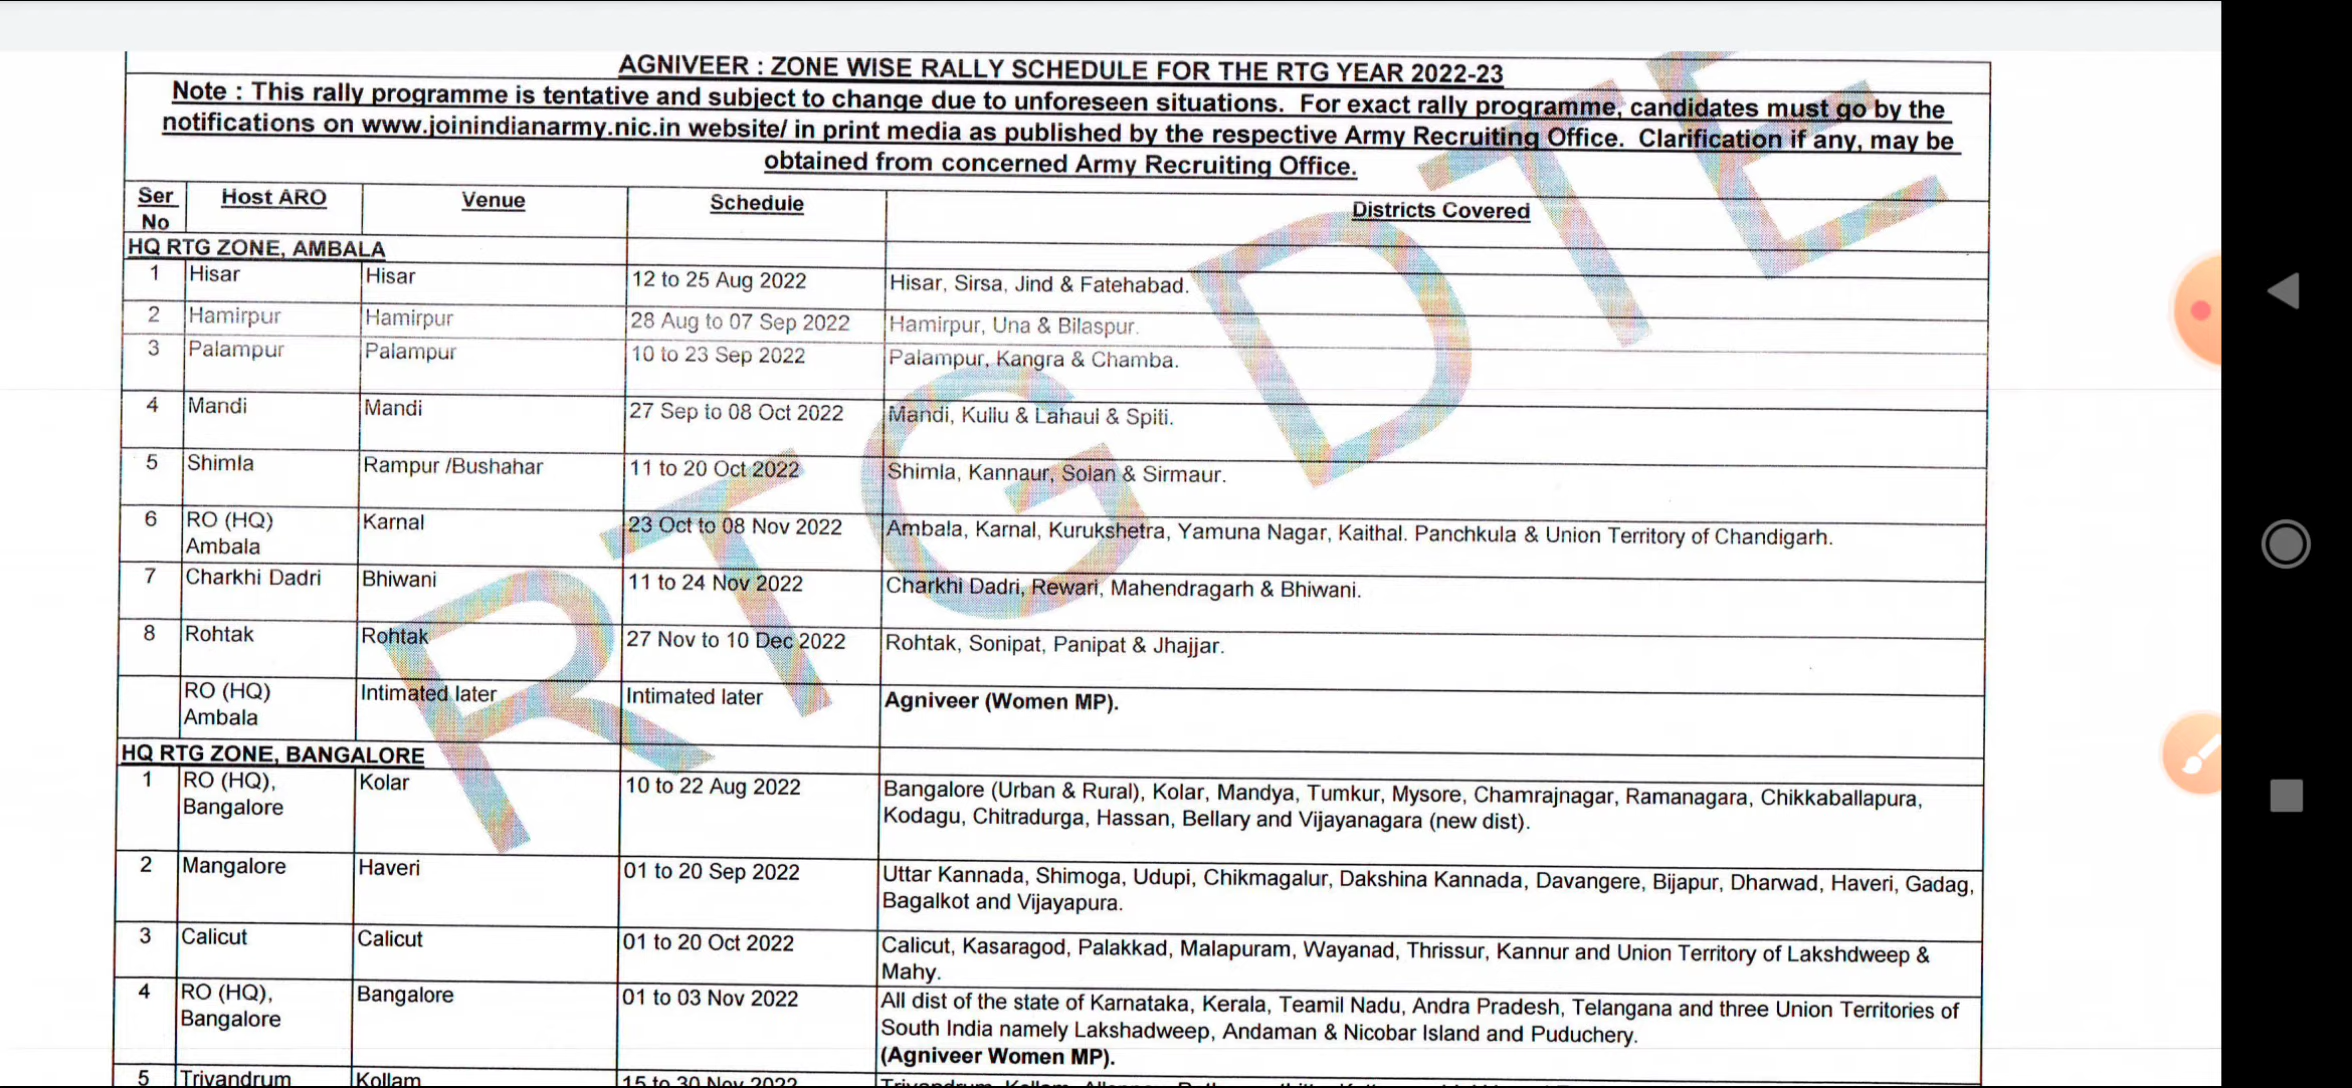 AGNIVEER : ZONE WISE RALLY SCHEDULE FOR THE RTG YEAR 2022-23
Note : This rally programme is tentative and subject to change due to unforeseen situations. For exact rally programme, candidates must go by the
notifications on www.joinindianarmy.nic.in website/ in print media as published by the respective Army Recruiting Office. Clarification if any, may be
obtained from concerned Army Recruiting Office.
Ser No Host ARO Venue Schedule Districts Covered
HQ RTG ZONE, AMBALA
1 Hisar Hisar 12 to 25 Aug 2022 Hisar, Sirsa, Jind & Fatehabad.
2 Hamirpur Hamirpur 28 Aug to 07 Sep 2022 Hamirpur, Una & Bilaspur.
3 Palampur Palampur 10 to 23 Sep 2022 Palampur, Kangra & Chamba.
4 Mandi Mandi 27 Sep to 08 Oct 2022 Mandi, Kullu & Lahaul & Spiti.
5 Shimla Rampur /Bushahar 11 to 20 Oct 2022 Shimla, Kannaur, Solan & Sirmaur.
6 RO (HQ) Karnal 23 Oct to 08 Nov 2022 Ambala, Karnal, Kurukshetra, Yamuna Nagar, Kaithal. Panchkula & Union Territory of Chandigarh.
Ambala
7 Charkhi Dadri Bhiwani 11 to 24 Nov 2022 Charkhi Dadri, Rewari, Mahendragarh & Bhiwani.
8 Rohtak Rohtak 27 Nov to 10 Dec 2022 Rohtak, Sonipat, Panipat & Jhajjar.
RO (HQ) Intimated later Intimated later Agniveer (Women MP).
Ambala
HQ RTG ZONE, BANGALORE
1 RO (HQ), Kolar 10 to 22 Aug 2022 Bangalore (Urban & Rural), Kolar, Mandya, Tumkur, Mysore, Chamrajnagar, Ramanagara, Chikkaballapura,
Bangalore Kodagu, Chitradurga, Hassan, Bellary and Vijayanagara (new dist).
2 Mangalore Haveri 01 to 20 Sep 2022 Uttar Kannada, Shimoga, Udupi, Chikmagalur, Dakshina Kannada, Davangere, Bijapur, Dharwad, Haveri, Gadag,
Bagalkot and Vijayapura.
3 Calicut Calicut 01 to 20 Oct 2022 Calicut, Kasaragod, Palakkad, Malapuram, Wayanad, Thrissur, Kannur and Union Territory of Lakshdweep &
Mahy.
4 RO (HQ), Bangalore 01 to 03 Nov 2022 All dist of the state of Karnataka, Kerala, Teamil Nadu, Andra Pradesh, Telangana and three Union Territories of
Bangalore South India namely Lakshadweep, Andaman & Nicobar Island and Puduchery.
(Agniveer Women MP).
5 Trivandrum Kollam 15 to 30 Nov 2022
RTG DTE